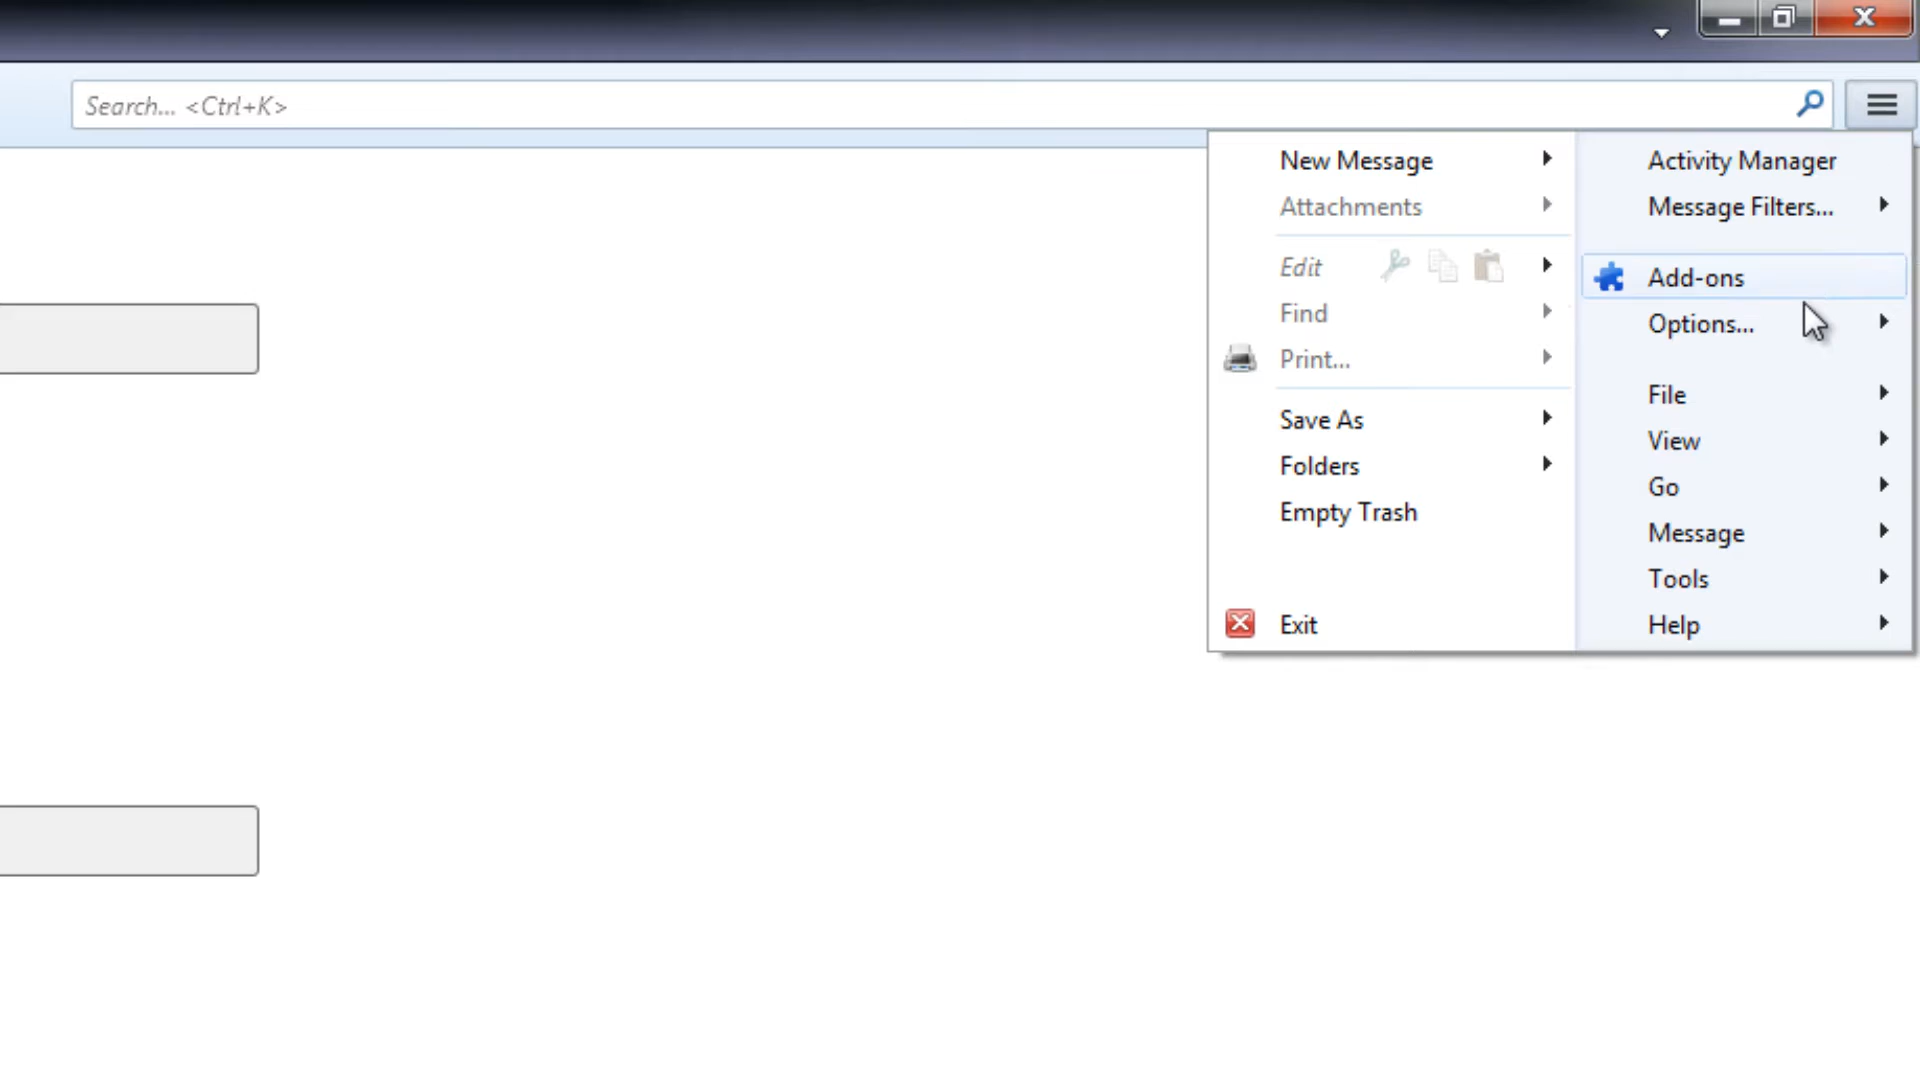 Search... <Ctrl+K>
New Message
Attachments
Edit
Find
Print...
Save As
Folders
Empty Trash
Exit
Activity Manager
Message Filters...
Add-ons
Options...
File
View
Go
Message
Tools
Help